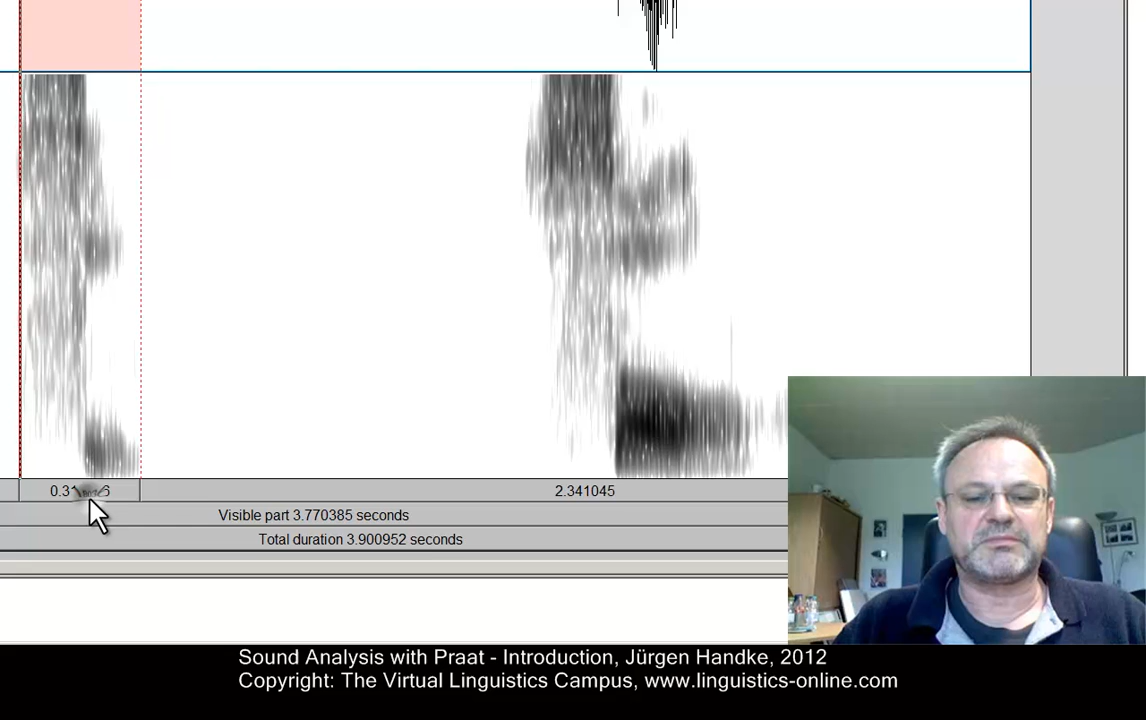 2.341045
Visible part 3.770385 seconds
Total duration 3.900952 seconds
Sound Analysis with Praat - Introduction, Jürgen Handke, 2012
Copyright: The Virtual Linguistics Campus, www.linguistics-online.com